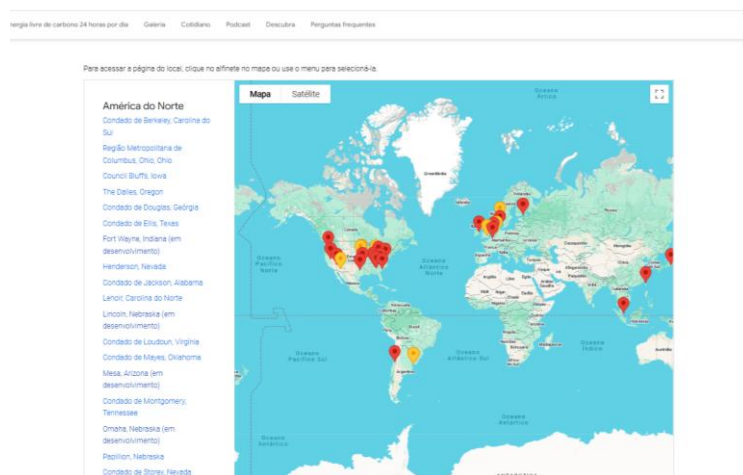 nergia livre de carbono 24 horas por dia Galeria Cotidiano Podcast Descubra Perguntas frequentes
Para acessar a página do local, clique no alfinete no mapa ou use o menu para selecioná-la.
América do Norte
Condado de Berkeley, Carolina do
Sul
Região Metropolitana de
Columbus, Ohio, Ohio
Council Bluffs, Iowa
The Dalles, Oregon
Condado de Douglas, Geórgia
Condado de Ellis, Texas
Fort Wayne, Indiana (em
desenvolvimento)
Henderson, Nevada
Condado de Jackson, Alabama
Lenoir, Carolina do Norte
Lincoln, Nebraska (em
desenvolvimento)
Condado de Loudoun, Virgínia
Condado de Mayes, Oklahoma
Mesa, Arizona (em
desenvolvimento)
Condado de Montgomery,
Tennessee
Omaha, Nebraska (em
desenvolvimento)
Papillion, Nebraska
Condado de Storey, Nevada
Mapa Satélite
Oceano
Ártico
Oceano
Pacífico
Norte
Oceano
Atlântico
Norte
Oceano
Pacífico Sul
Oceano
Atlântico Sul
Oceano
Índico
Oceano
Antártico
Oceano
Antártico